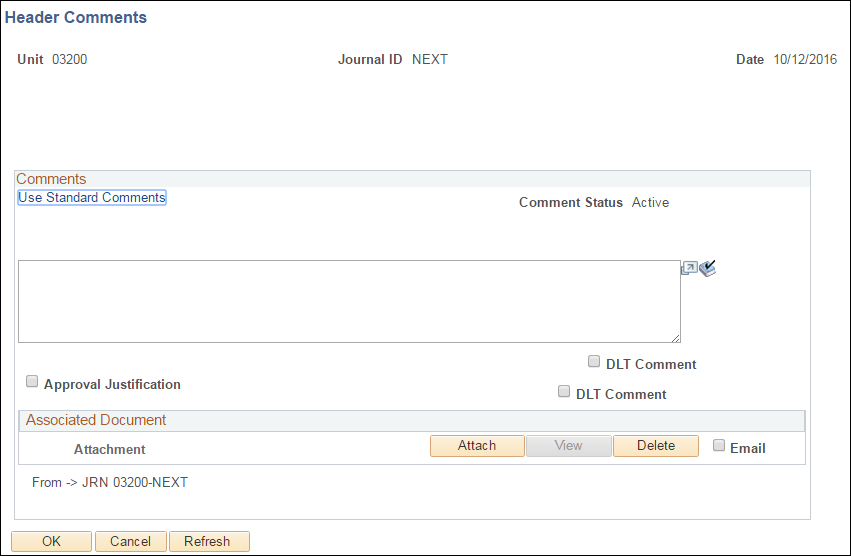 Header Comments
Unit 03200 Journal ID NEXT Date 10/12/2016
Comments
Use Standard Comments
Comment Status Active
DLT Comment
Approval Justification
DLT Comment
Associated Document
Attachment Attach View Delete Email
From -> JRN 03200-NEXT
OK Cancel Refresh